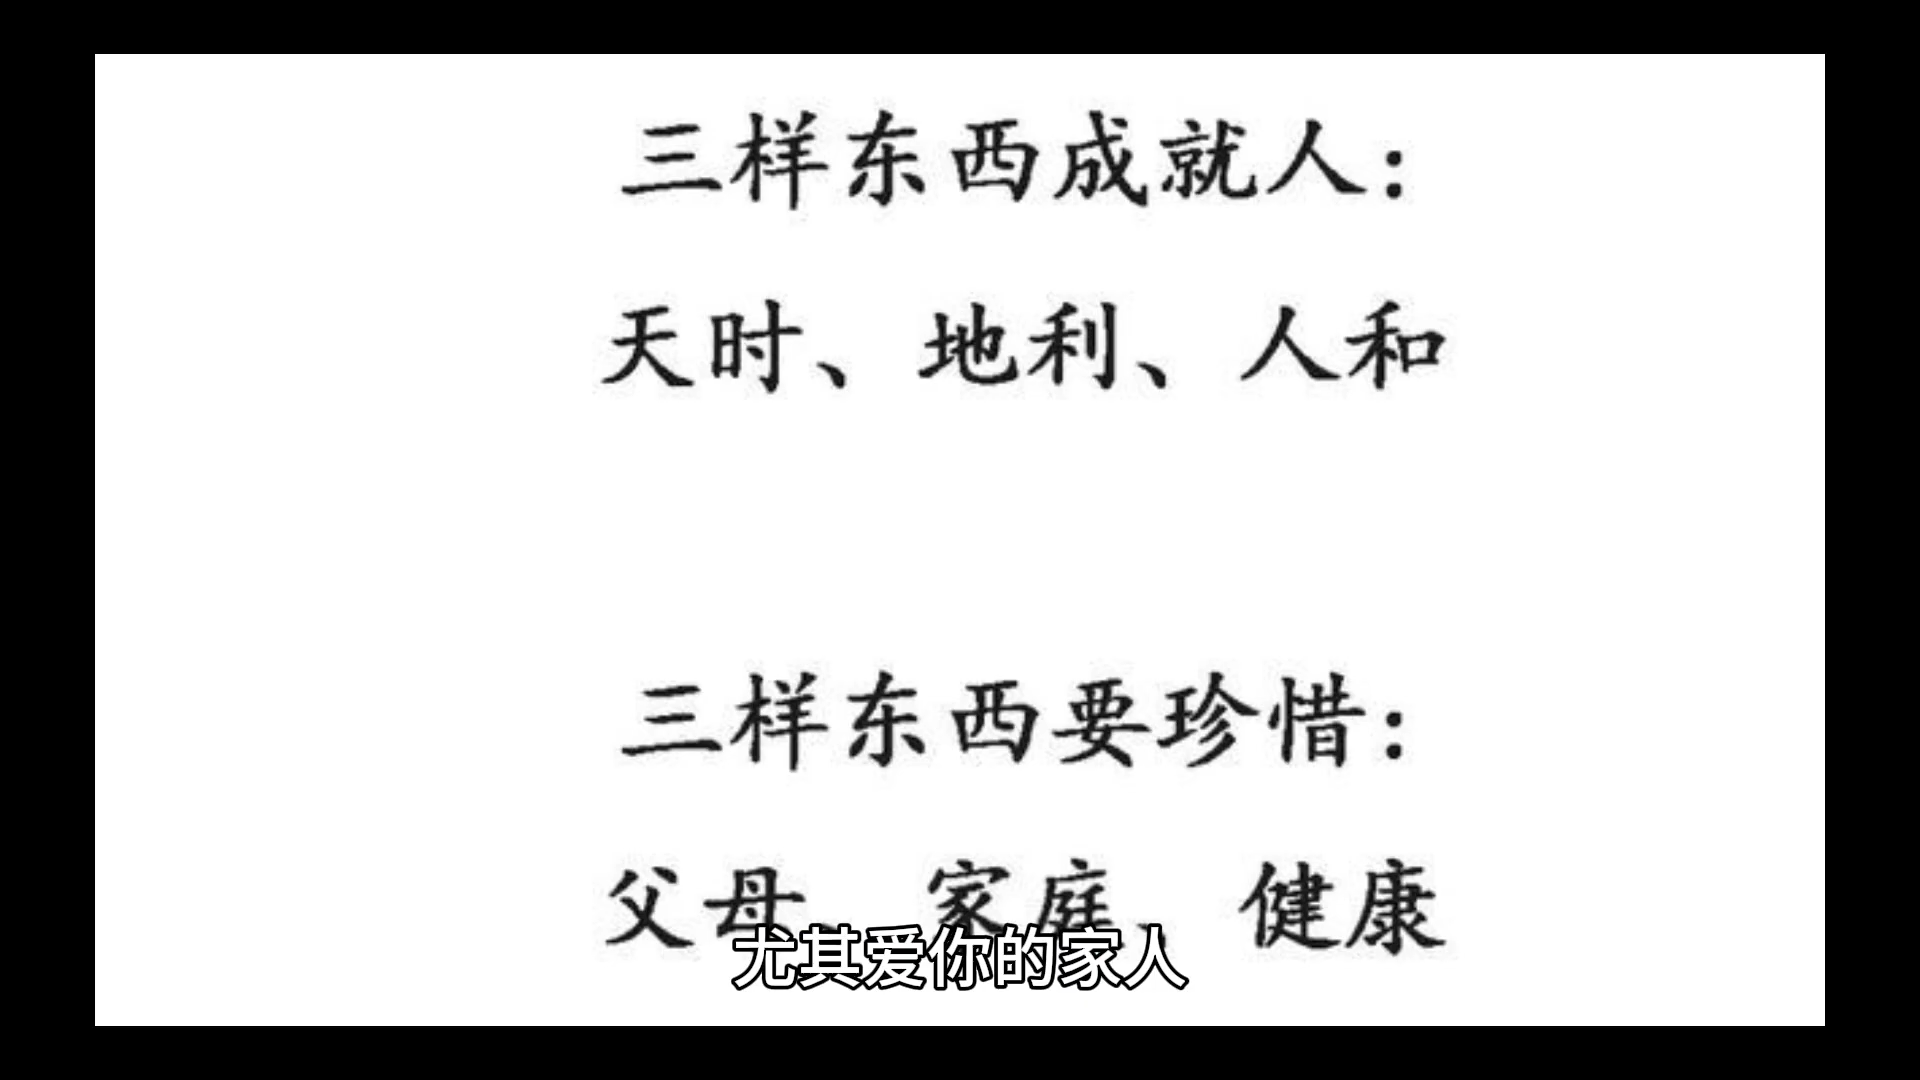 三样东西成就人：
天时、地利、人和
三样东西要珍惜：
父母、家庭、健康
尤其爱你的家人